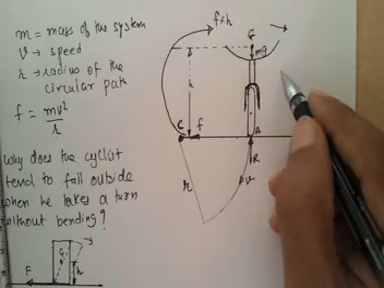 m = mass of the system
v → speed
r → radius of the
circular path
f = mv²/r
Why does the cyclist
tend to fall outside
when he takes a turn
without bending?
F
G
h
f×h
G
mg
h
C
f
A
R
r
v